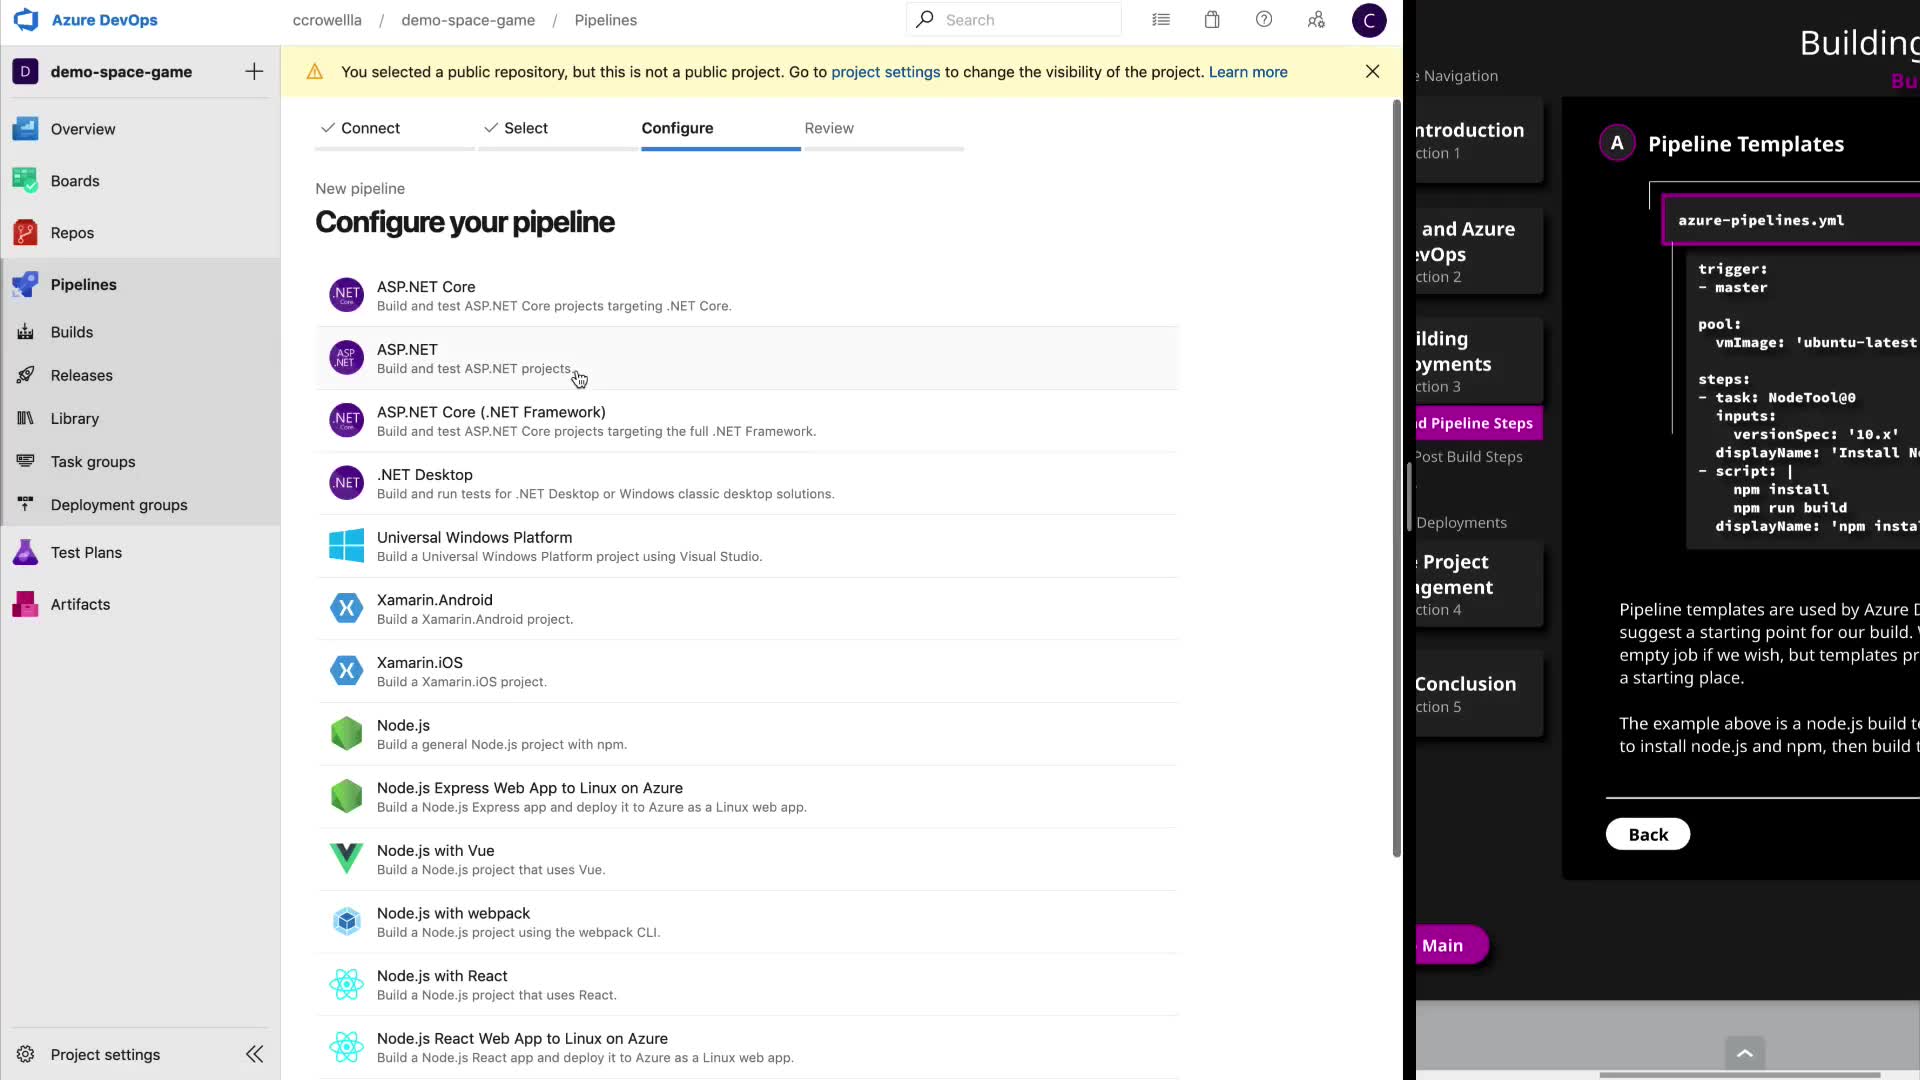 Azure DevOps
ccrowellla / demo-space-game / Pipelines
Search
C
D demo-space-game
Overview
Boards
Repos
Pipelines
Builds
Releases
Library
Task groups
Deployment groups
Test Plans
Artifacts
Project settings
You selected a public repository, but this is not a public project. Go to project settings to change the visibility of the project. Learn more
Connect
Select
Configure
Review
New pipeline
Configure your pipeline
.NET Core
ASP.NET Core
Build and test ASP.NET Core projects targeting .NET Core.
ASP .NET
ASP.NET
Build and test ASP.NET projects.
.NET Core
ASP.NET Core (.NET Framework)
Build and test ASP.NET Core projects targeting the full .NET Framework.
.NET
.NET Desktop
Build and run tests for .NET Desktop or Windows classic desktop solutions.
Universal Windows Platform
Build a Universal Windows Platform project using Visual Studio.
Xamarin.Android
Build a Xamarin.Android project.
Xamarin.iOS
Build a Xamarin.iOS project.
Node.js
Build a general Node.js project with npm.
Node.js Express Web App to Linux on Azure
Build a Node.js Express app and deploy it to Azure as a Linux web app.
Node.js with Vue
Build a Node.js project that uses Vue.
Node.js with webpack
Build a Node.js project using the webpack CLI.
Node.js with React
Build a Node.js project that uses React.
Node.js React Web App to Linux on Azure
Build a Node.js React app and deploy it to Azure as a Linux web app.
Building
Bu
e Navigation
ntroduction
ction 1
and Azure
evOps
ction 2
ilding
oyments
ction 3
d Pipeline Steps
Post Build Steps
Deployments
e Project
agement
ction 4
Conclusion
ction 5
Main
A Pipeline Templates
azure-pipelines.yml
trigger:
- master
pool:
vmImage: 'ubuntu-latest
steps:
- task: NodeTool@0
inputs:
versionSpec: '10.x'
displayName: 'Install N
- script: |
npm install
npm run build
displayName: 'npm insta
Pipeline templates are used by Azure D
suggest a starting point for our build.
empty job if we wish, but templates pr
a starting place.
The example above is a node.js build te
to install node.js and npm, then build t
Back